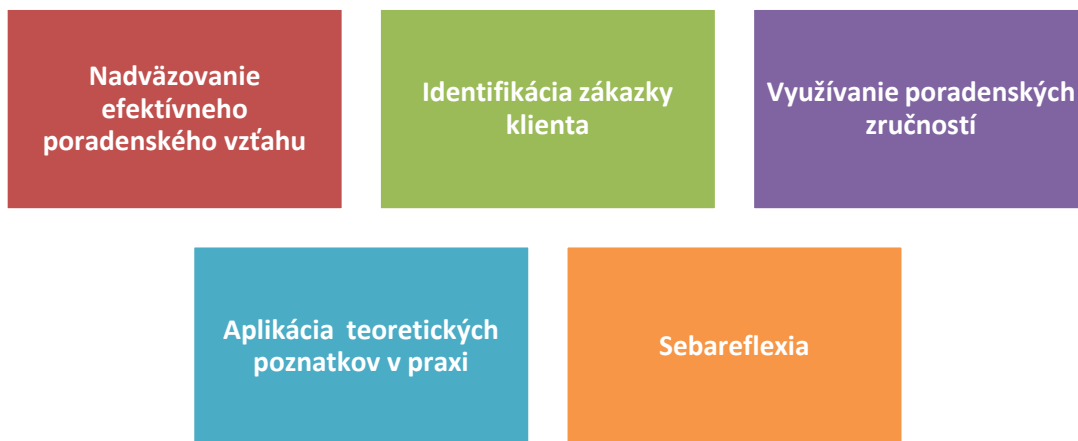 Nadväzovanie
efektívneho
poradenského vzťahu
Identifikácia zákazky
klienta
Využívanie poradenských
zručností
Aplikácia  teoretických
poznatkov v praxi
Sebareflexia